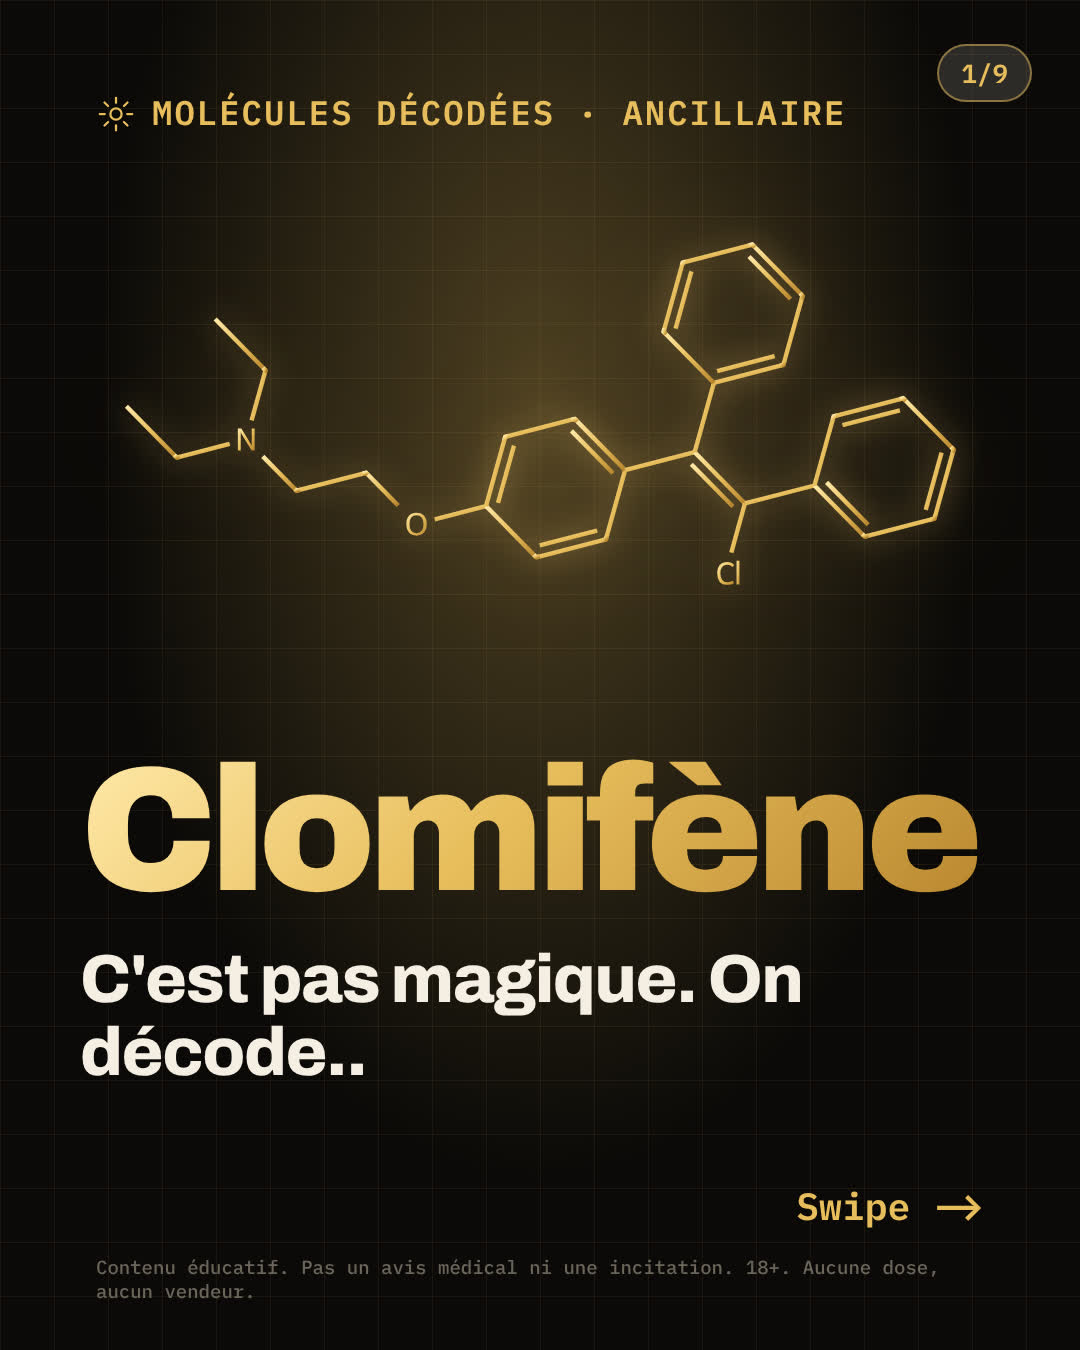 1/9
MOLÉCULES DÉCODÉES · ANCILLAIRE
N
O
Cl
Clomifène
C'est pas magique. On
décode..
Swipe →
Contenu éducatif. Pas un avis médical ni une incitation. 18+. Aucune dose,
aucun vendeur.